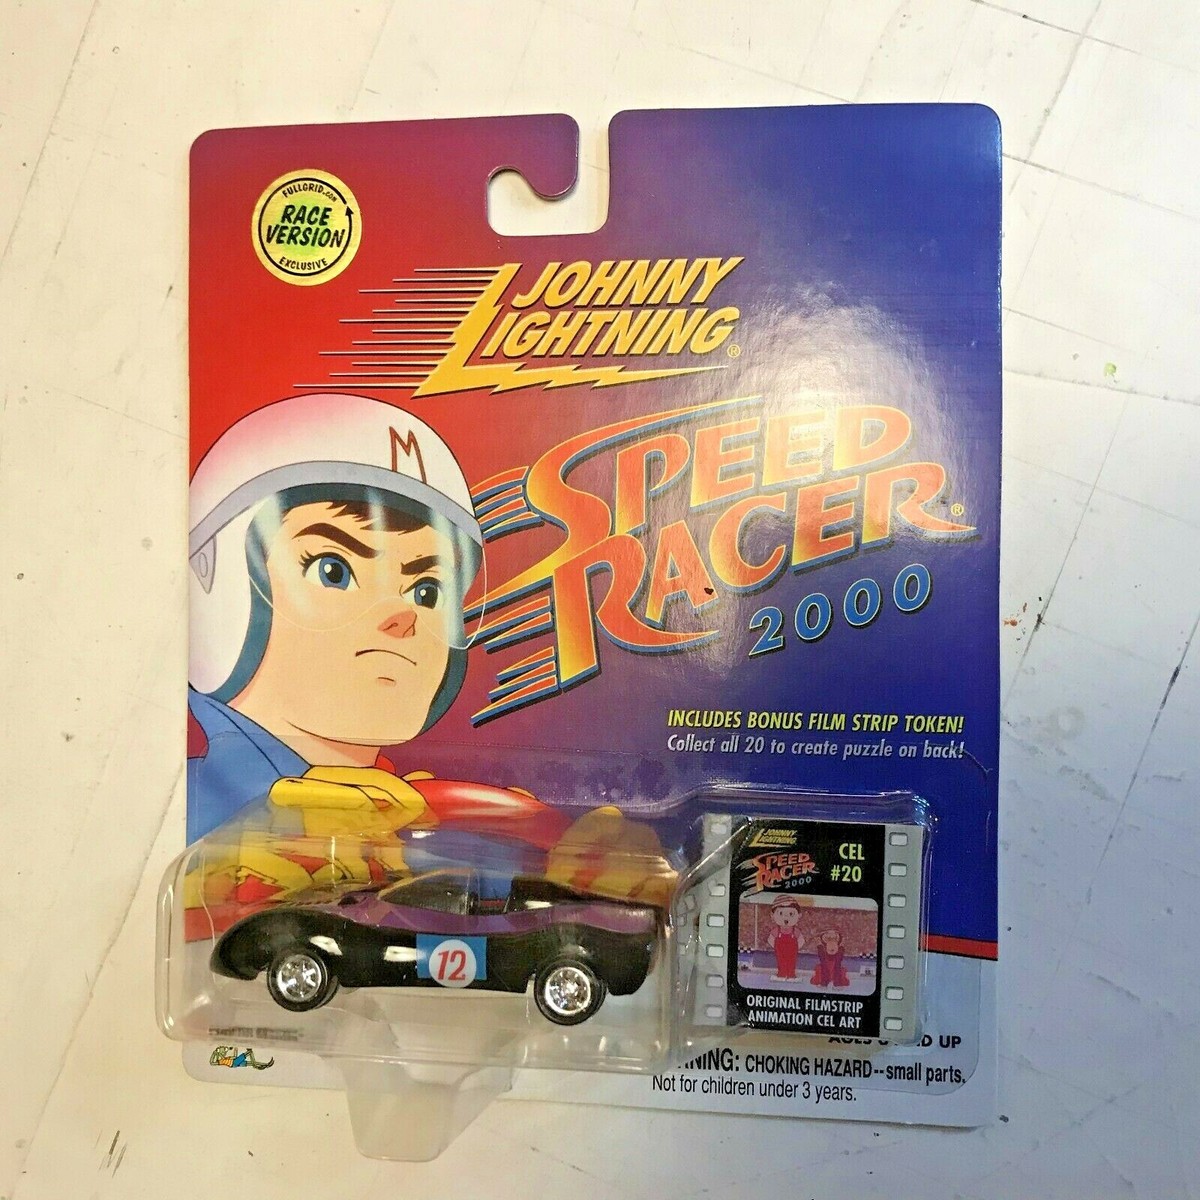 FULLGRID.com
RACE
VERSION
EXCLUSIVE
JOHNNY
LIGHTNING®
M
SPEED
RACER®
2000
INCLUDES BONUS FILM STRIP TOKEN!
Collect all 20 to create puzzle on back!
12
JOHNNY
LIGHTNING
SPEED
RACER
2000
CEL
#20
ORIGINAL FILMSTRIP
ANIMATION CEL ART
UP
CHOKING HAZARD--small parts.
Not for children under 3 years.